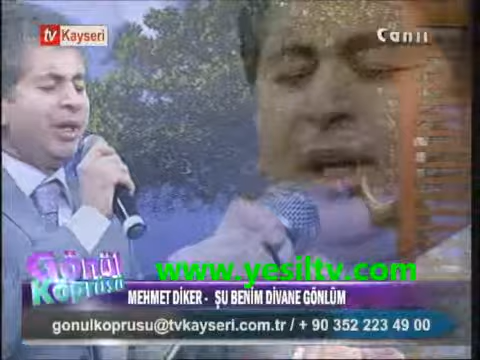 tv Kayseri
Canlı
Gönül
Köprüsü
www.yesiltv.com
MEHMET DİKER - ŞU BENİM DİVANE GÖNLÜM
gonulkoprusu@tvkayseri.com.tr / + 90 352 223 49 00